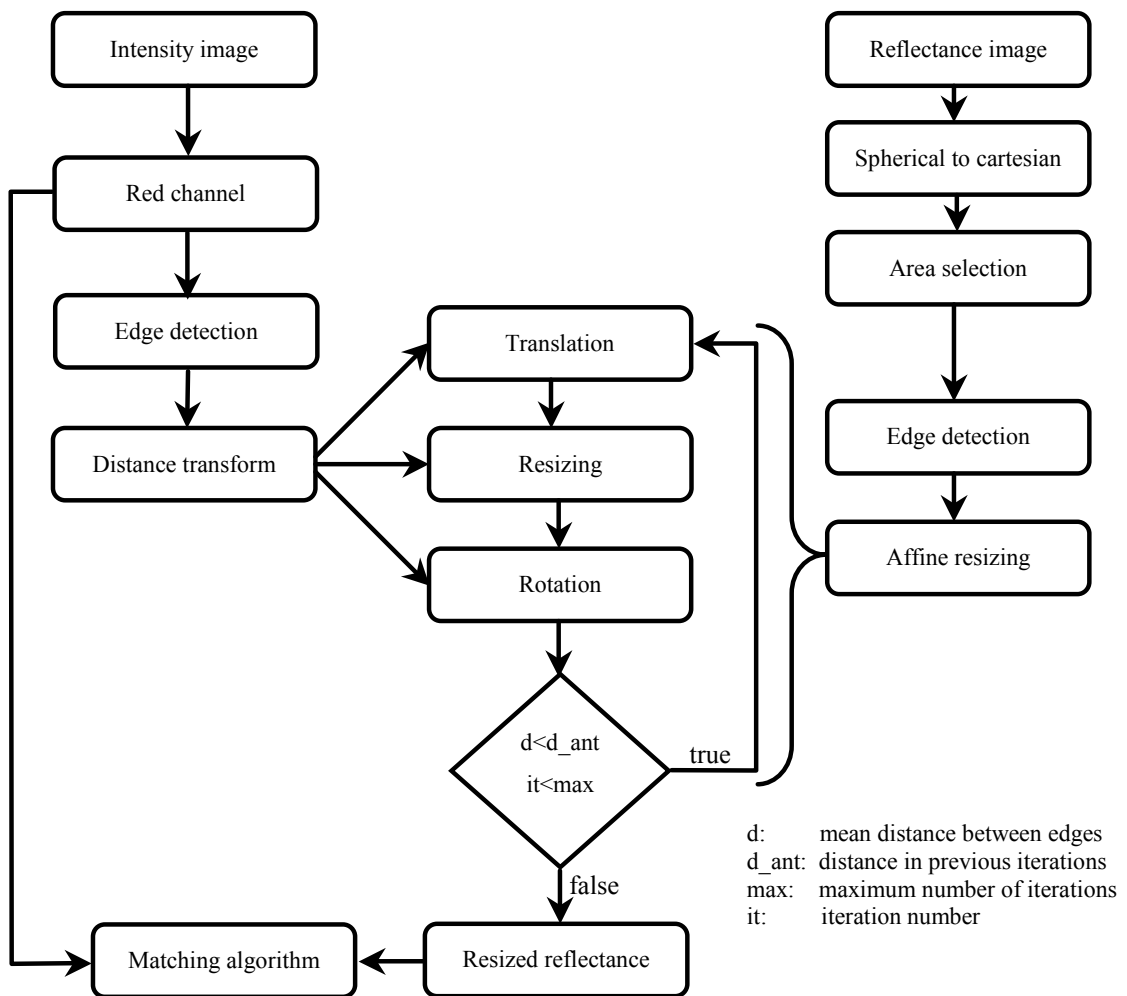 Intensity image
Reflectance image
Red channel
Spherical to cartesian
Area selection
Edge detection
Translation
Edge detection
Distance transform
Resizing
Rotation
Affine resizing
d<d_ant
it<max
true
false
d: mean distance between edges
d_ant: distance in previous iterations
max: maximum number of iterations
it: iteration number
Matching algorithm
Resized reflectance